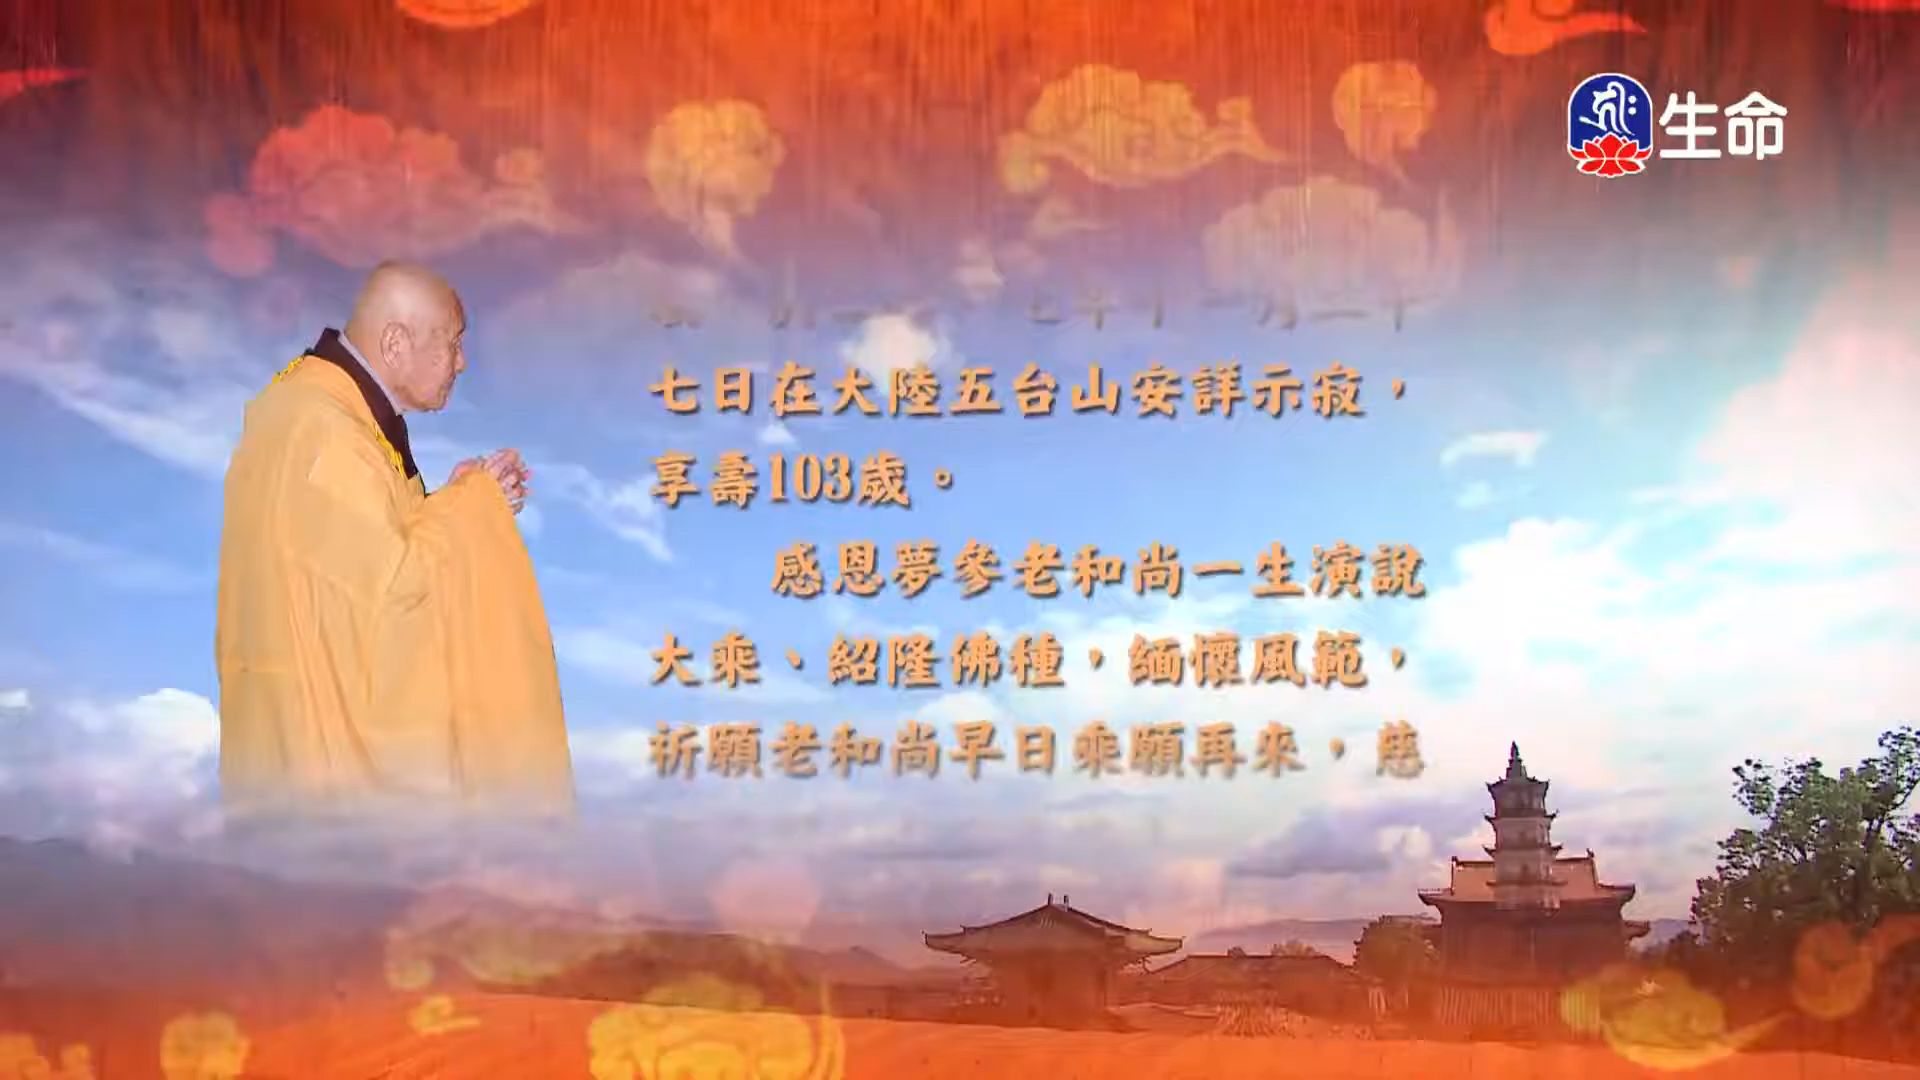 生命
七日在大陸五台山安詳示寂，
享壽103歲。
感恩夢參老和尚一生演說
大乘、紹隆佛種，緬懷風範，
祈願老和尚早日乘願再來，慈